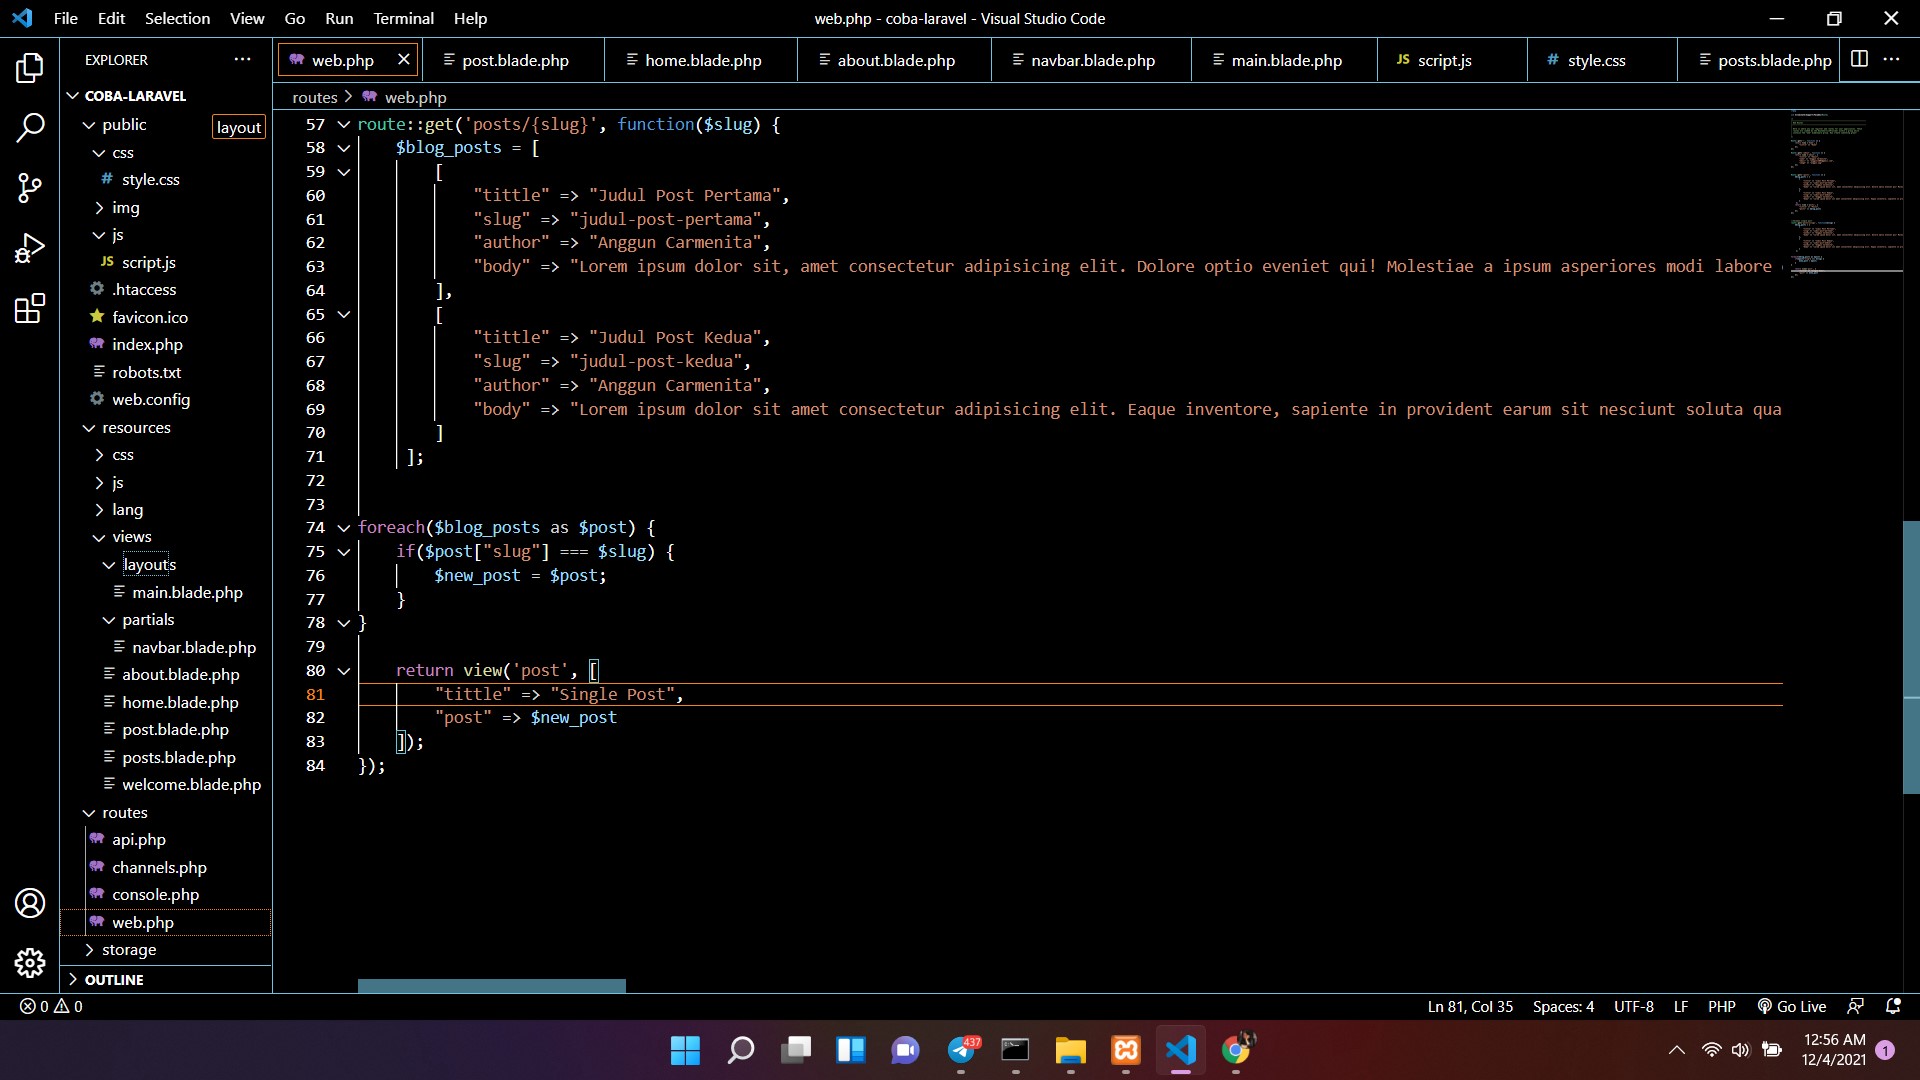 File Edit Selection View Go Run Terminal Help
web.php - coba-laravel - Visual Studio Code
EXPLORER
web.php
post.blade.php
home.blade.php
about.blade.php
navbar.blade.php
main.blade.php
JS script.js
# style.css
posts.blade.php
COBA-LARAVEL
public
layout
css
# style.css
img
js
JS script.js
.htaccess
favicon.ico
index.php
robots.txt
web.config
resources
css
js
lang
views
layouts
main.blade.php
partials
navbar.blade.php
about.blade.php
home.blade.php
post.blade.php
posts.blade.php
welcome.blade.php
routes
api.php
channels.php
console.php
web.php
storage
OUTLINE
routes > web.php
57 route::get('posts/{slug}', function($slug) {
58 $blog_posts = [
59 [
60 "tittle" => "Judul Post Pertama",
61 "slug" => "judul-post-pertama",
62 "author" => "Anggun Carmenita",
63 "body" => "Lorem ipsum dolor sit, amet consectetur adipisicing elit. Dolore optio eveniet qui! Molestiae a ipsum asperiores modi labore
64 ],
65 [
66 "tittle" => "Judul Post Kedua",
67 "slug" => "judul-post-kedua",
68 "author" => "Anggun Carmenita",
69 "body" => "Lorem ipsum dolor sit amet consectetur adipisicing elit. Eaque inventore, sapiente in provident earum sit nesciunt soluta qua
70 ]
71 ];
72
73
74 foreach($blog_posts as $post) {
75 if($post["slug"] === $slug) {
76 $new_post = $post;
77 }
78 }
79
80 return view('post', [
81 "tittle" => "Single Post",
82 "post" => $new_post
83 ]);
84 });
0 0
Ln 81, Col 35 Spaces: 4 UTF-8 LF PHP Go Live
437
12:56 AM
12/4/2021
1